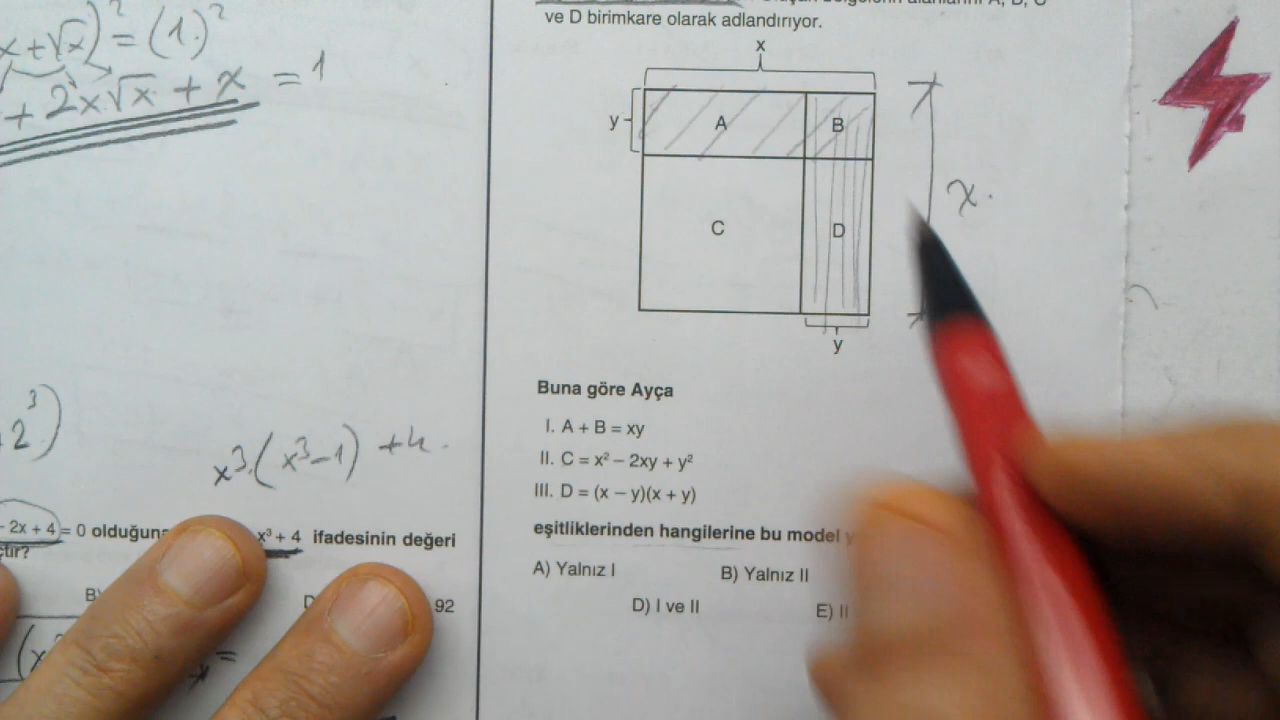 x + √x)² = (1)²
+ 2x√x + x = 1
2³)
x³.(x³-1) +4.
- 2x + 4 = 0 olduğuna x³ + 4 ifadesinin değeri
92
ve D birimkare olarak adlandırıyor.
x
y A B
x.
C D
y
Buna göre Ayça
I. A + B = xy
II. C = x² – 2xy + y²
III. D = (x – y)(x + y)
eşitliklerinden hangilerine bu model
A) Yalnız I B) Yalnız II
D) I ve II E) II